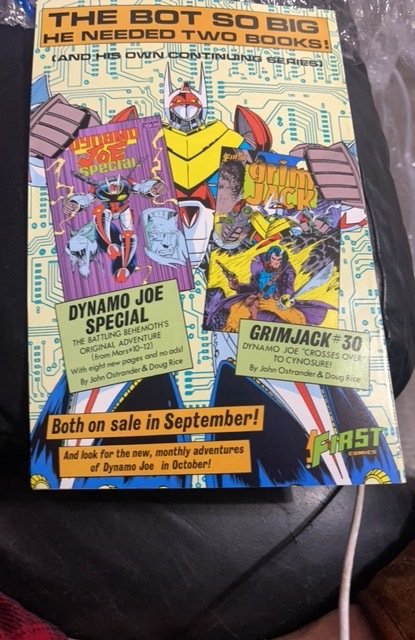 THE BOT SO BIG
HE NEEDED TWO BOOKS!
(AND HIS OWN CONTINUING SERIES)
DYNAMO
JOE
special
FIRST
grim
JACK
DYNAMO JOE
SPECIAL
THE BATTLING BEHEMOTH'S
ORIGINAL ADVENTURE
(from Mars #10-12)
With eight new pages and no ads!
By John Ostrander & Doug Rice
GRIMJACK #30
DYNAMO JOE "CROSSES OVER"
TO CYNOSURE!
By John Ostrander & Doug Rice
Both on sale in September!
And look for the new, monthly adventures
of Dynamo Joe in October!
FIRST
COMICS